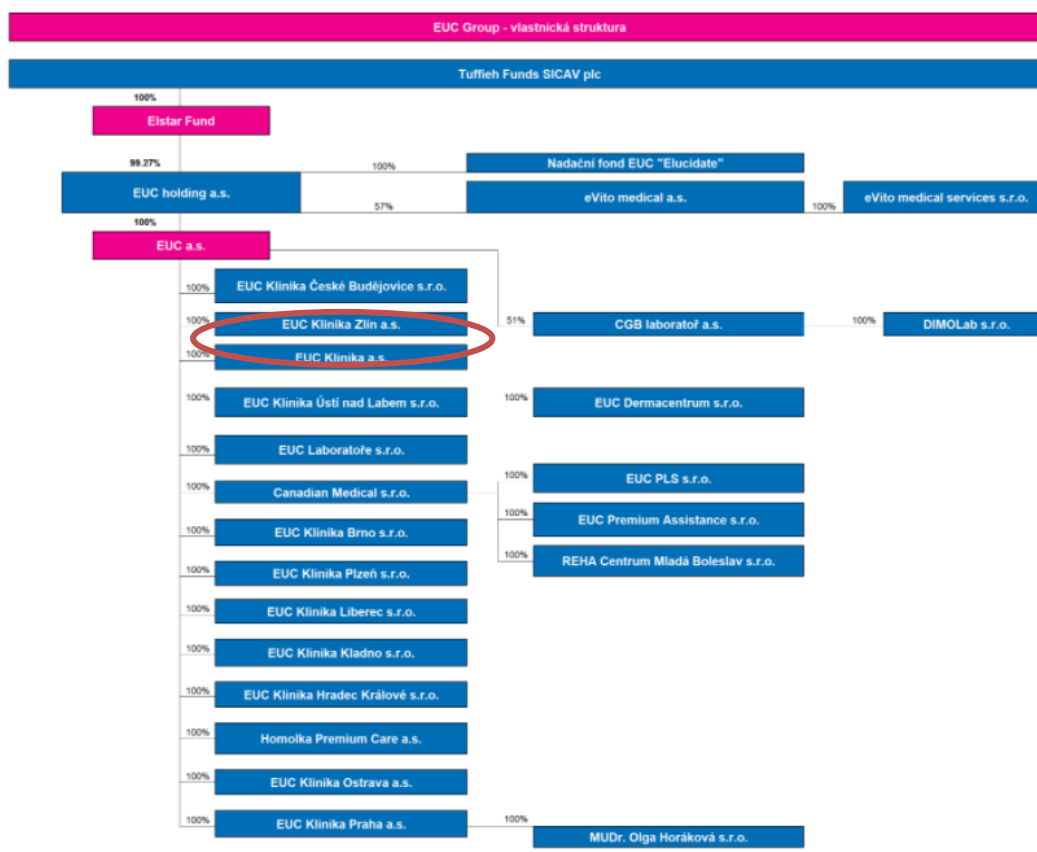 EUC Group - vlastnická struktura
Tuffieh Funds SICAV plc
100%
Elstar Fund
99.27%
100%
Nadační fond EUC "Elucidate"
EUC holding a.s.
57%
eVito medical a.s.
100%
eVito medical services s.r.o.
100%
EUC a.s.
100%
EUC Klinika České Budějovice s.r.o.
100%
EUC Klinika Zlín a.s.
51%
CGB laboratoř a.s.
100%
DIMOLab s.r.o.
100%
EUC Klinika a.s.
100%
EUC Klinika Ústí nad Labem s.r.o.
100%
EUC Dermacentrum s.r.o.
100%
EUC Laboratoře s.r.o.
100%
EUC PLS s.r.o.
100%
Canadian Medical s.r.o.
100%
EUC Premium Assistance s.r.o.
100%
EUC Klinika Brno s.r.o.
100%
REHA Centrum Mladá Boleslav s.r.o.
100%
EUC Klinika Plzeň s.r.o.
100%
EUC Klinika Liberec s.r.o.
100%
EUC Klinika Kladno s.r.o.
100%
EUC Klinika Hradec Králové s.r.o.
100%
Homolka Premium Care a.s.
100%
EUC Klinika Ostrava a.s.
100%
EUC Klinika Praha a.s.
100%
MUDr. Olga Horáková s.r.o.